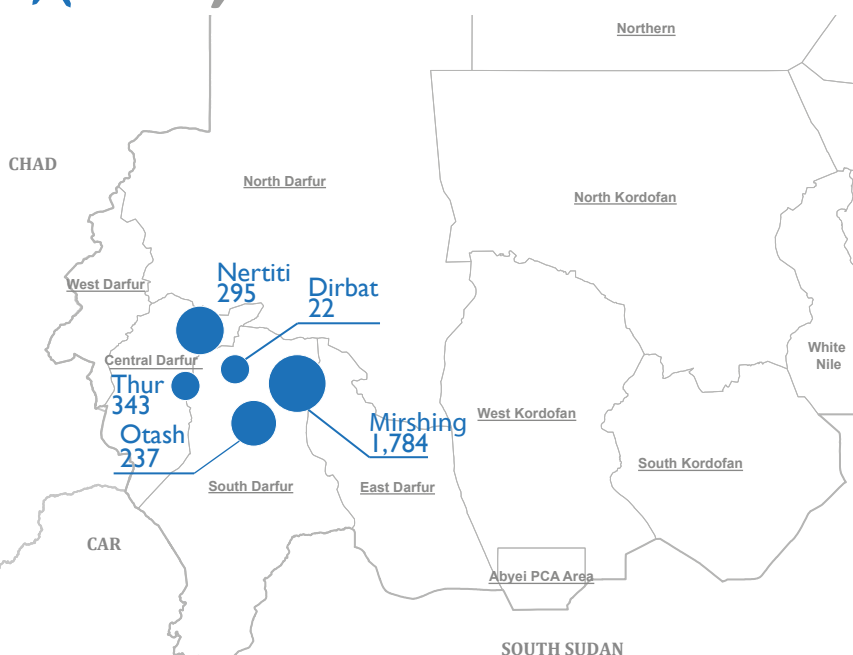 Northern
CHAD
North Darfur
North Kordofan
Nertiti
295
Dirbat
22
West Darfur
White
Nile
Central Darfur
Thur
343
Mirshing
1,784
West Kordofan
Otash
237
South Kordofan
South Darfur
East Darfur
CAR
Abyei PCA Area
SOUTH SUDAN